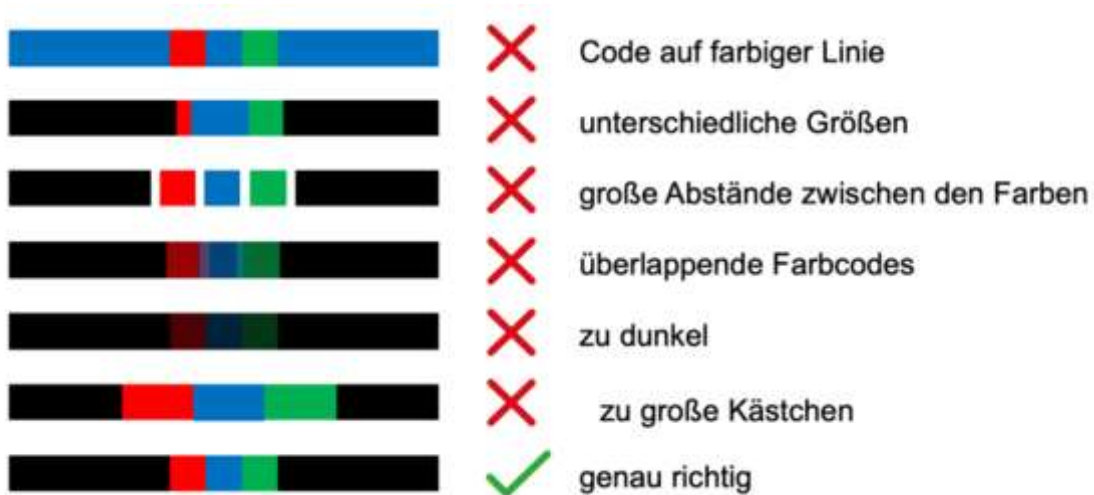 Code auf farbiger Linie
unterschiedliche Größen
große Abstände zwischen den Farben
überlappende Farbcodes
zu dunkel
zu große Kästchen
genau richtig